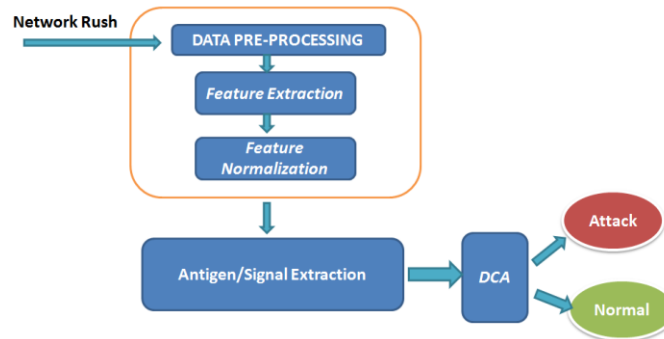 Network Rush
DATA PRE-PROCESSING
Feature Extraction
Feature
Normalization
Antigen/Signal Extraction
DCA
Attack
Normal